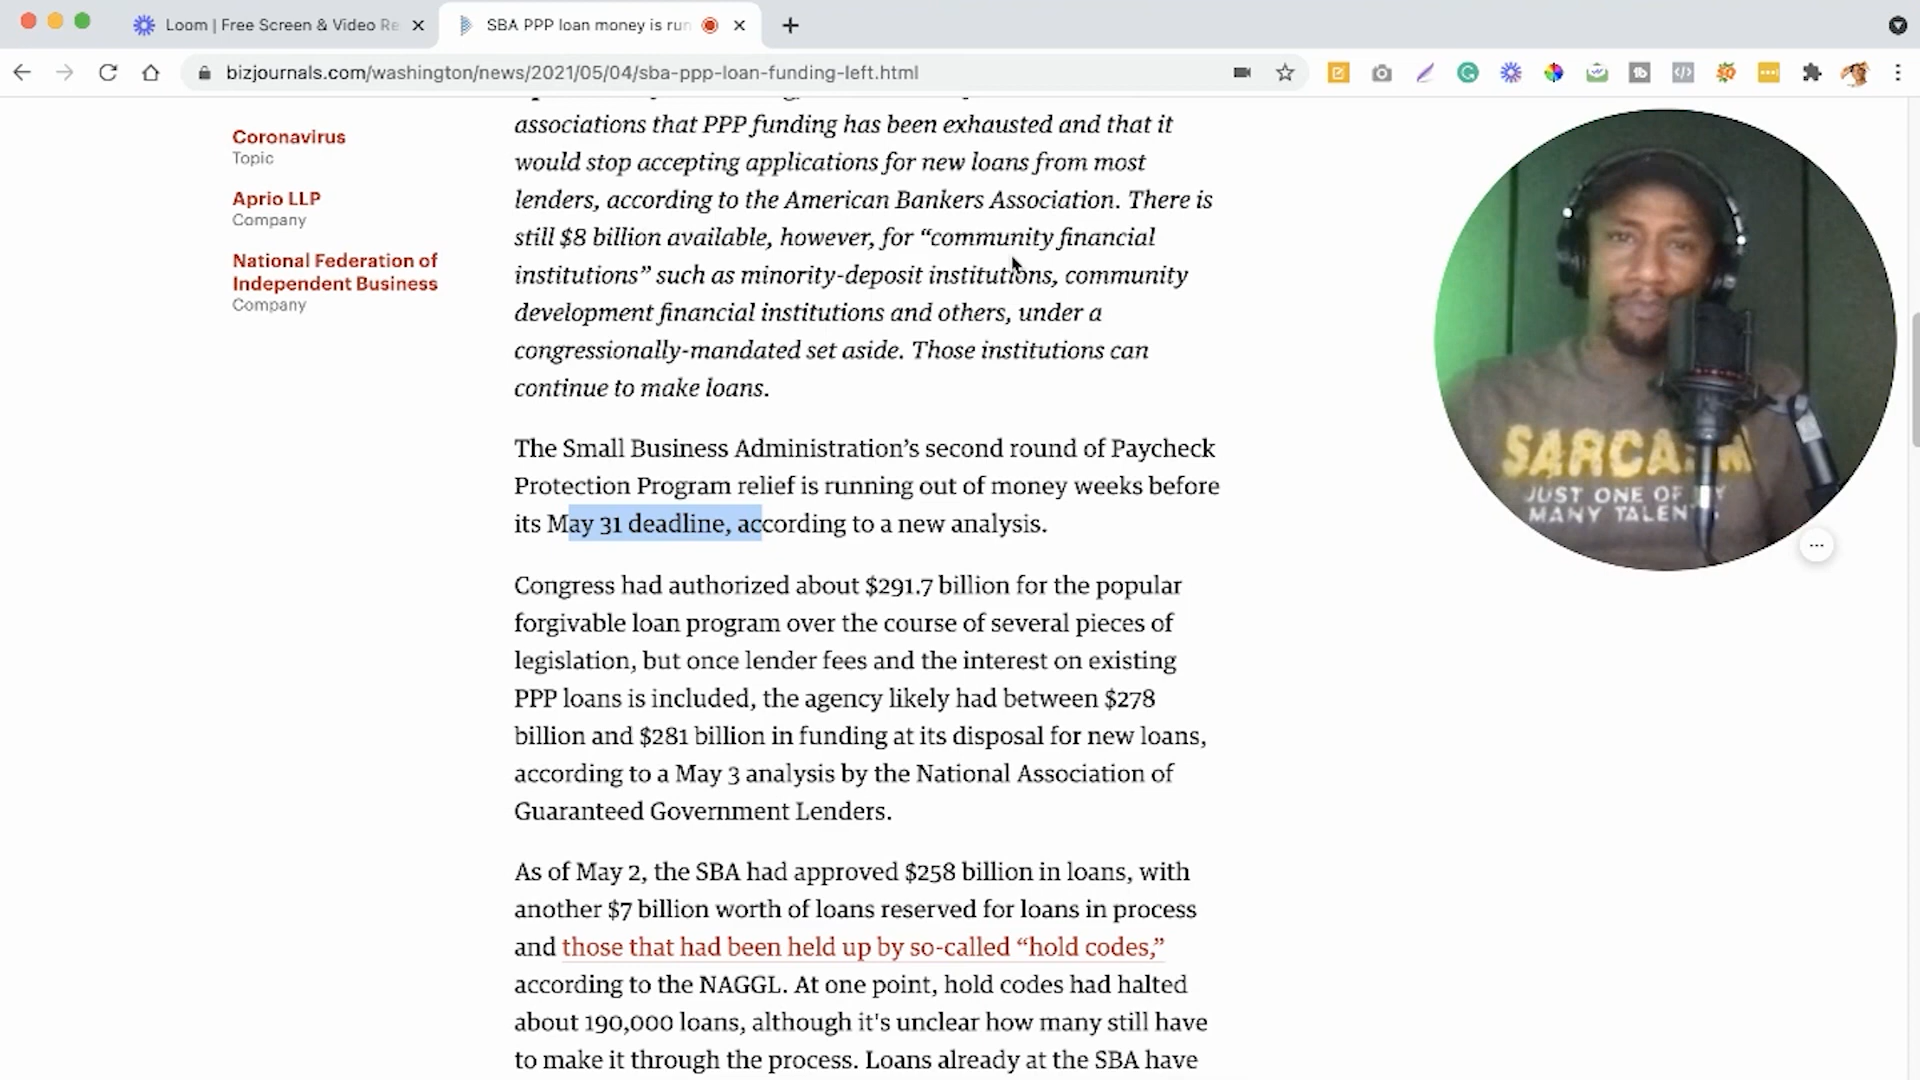 Loom | Free Screen & Video Re
SBA PPP loan money is run
bizjournals.com/washington/news/2021/05/04/sba-ppp-loan-funding-left.html
Coronavirus
Topic
Aprio LLP
Company
National Federation of
Independent Business
Company
associations that PPP funding has been exhausted and that it
would stop accepting applications for new loans from most
lenders, according to the American Bankers Association. There is
still $8 billion available, however, for “community financial
institutions” such as minority-deposit institutions, community
development financial institutions and others, under a
congressionally-mandated set aside. Those institutions can
continue to make loans.
The Small Business Administration’s second round of Paycheck
Protection Program relief is running out of money weeks before
its May 31 deadline, according to a new analysis.
Congress had authorized about $291.7 billion for the popular
forgivable loan program over the course of several pieces of
legislation, but once lender fees and the interest on existing
PPP loans is included, the agency likely had between $278
billion and $281 billion in funding at its disposal for new loans,
according to a May 3 analysis by the National Association of
Guaranteed Government Lenders.
As of May 2, the SBA had approved $258 billion in loans, with
another $7 billion worth of loans reserved for loans in process
and those that had been held up by so-called “hold codes,”
according to the NAGGL. At one point, hold codes had halted
about 190,000 loans, although it's unclear how many still have
to make it through the process. Loans already at the SBA have
JUST ONE OF
MANY